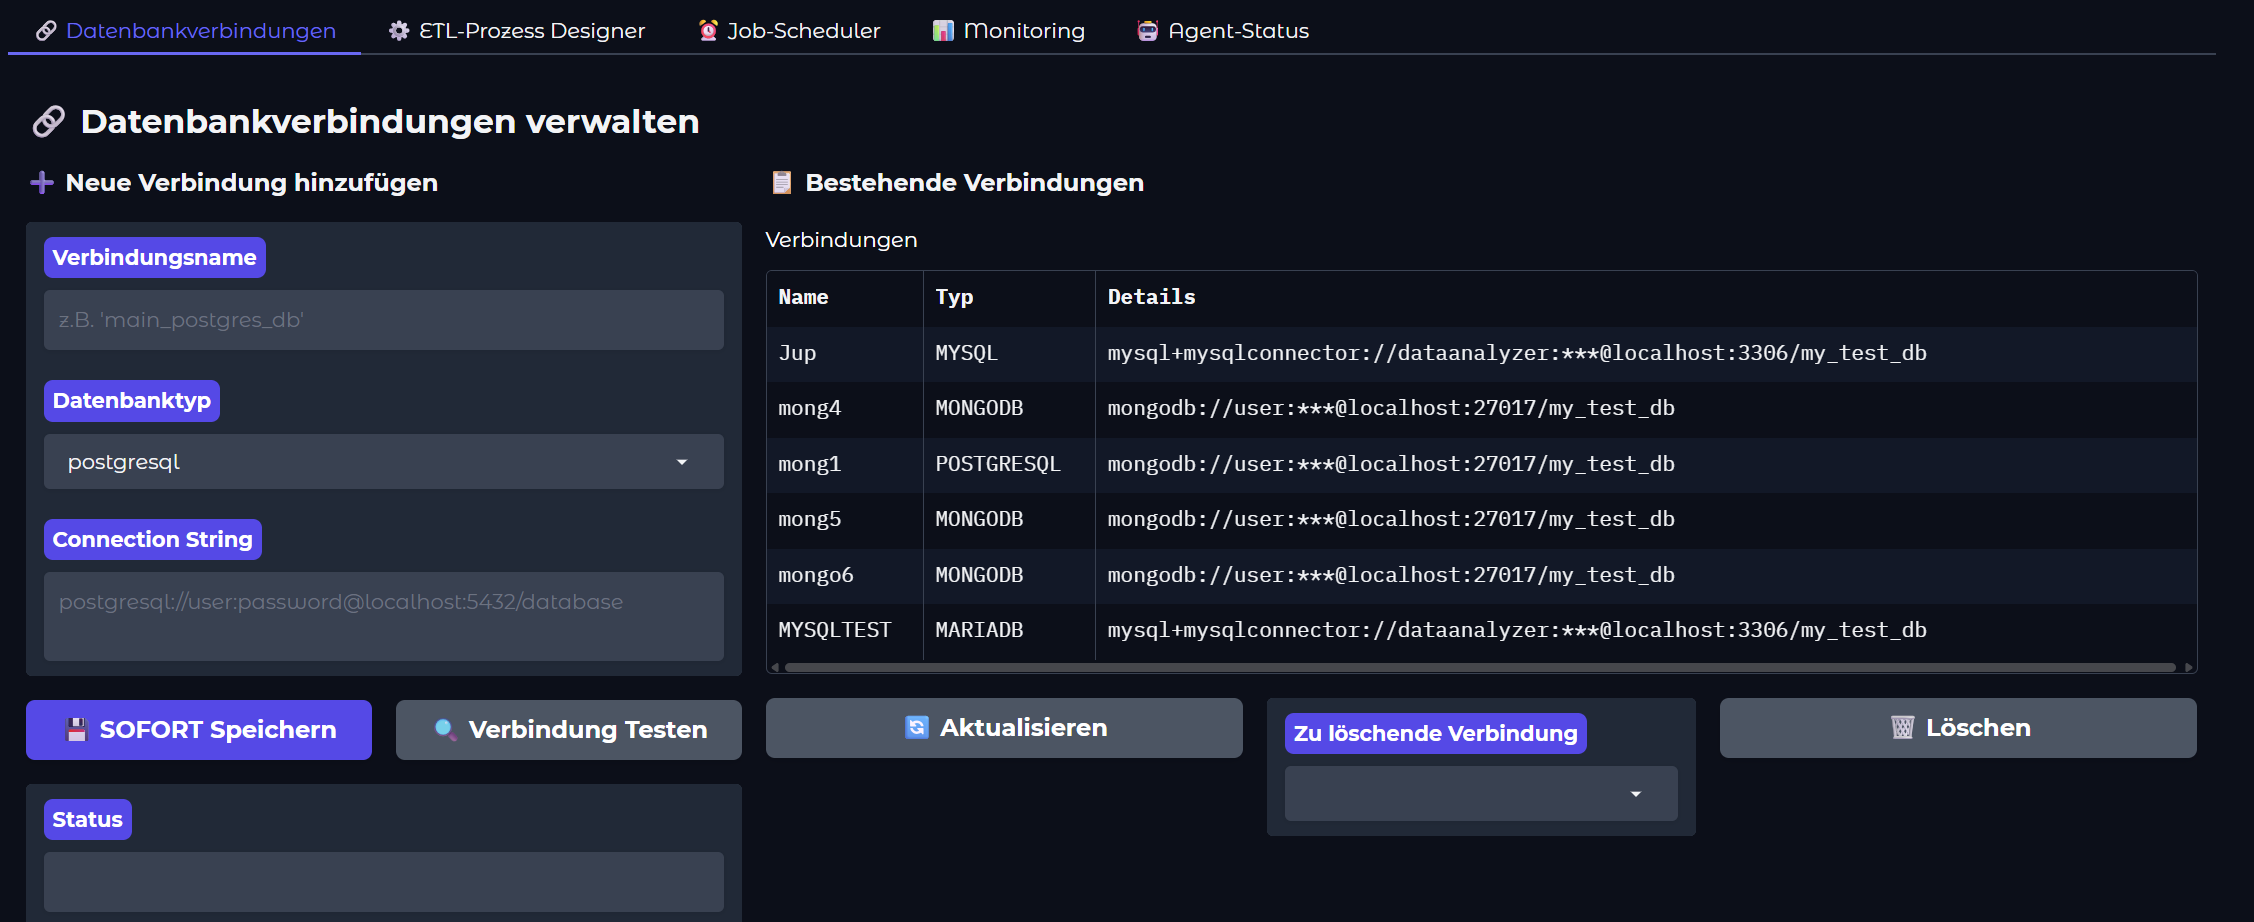 Datenbankverbindungen
ETL-Prozess Designer
Job-Scheduler
Monitoring
Agent-Status
Datenbankverbindungen verwalten
Neue Verbindung hinzufügen
Verbindungsname
z.B. 'main_postgres_db'
Datenbanktyp
postgresql
Connection String
postgresql://user:password@localhost:5432/database
SOFORT Speichern
Verbindung Testen
Status
Bestehende Verbindungen
Verbindungen
Name Typ Details
Jup MYSQL mysql+mysqlconnector://dataanalyzer:***@localhost:3306/my_test_db
mong4 MONGODB mongodb://user:***@localhost:27017/my_test_db
mong1 POSTGRESQL mongodb://user:***@localhost:27017/my_test_db
mong5 MONGODB mongodb://user:***@localhost:27017/my_test_db
mongo6 MONGODB mongodb://user:***@localhost:27017/my_test_db
MYSQLTEST MARIADB mysql+mysqlconnector://dataanalyzer:***@localhost:3306/my_test_db
Aktualisieren
Zu löschende Verbindung
Löschen